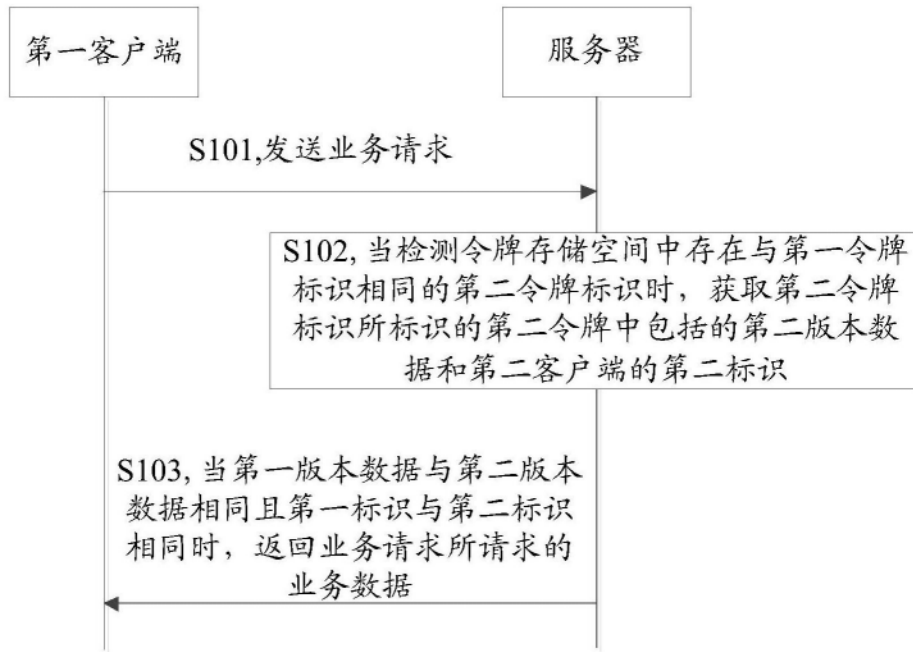 第一客户端
服务器
S101,发送业务请求
S102, 当检测令牌存储空间中存在与第一令牌
标识相同的第二令牌标识时，获取第二令牌
标识所标识的第二令牌中包括的第二版本数
据和第二客户端的第二标识
S103, 当第一版本数据与第二版本
数据相同且第一标识与第二标识
相同时，返回业务请求所请求的
业务数据